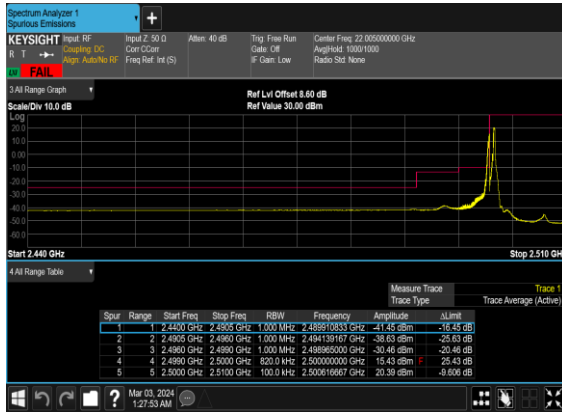 Spectrum Analyzer 1
Spurious Emissions
KEYSIGHT Input: RF Input Z: 50 Ω Atten: 40 dB Trig: Free Run Center Freq: 22.005000000 GHz
R T Coupling: DC Corr CCorr Gate: Off Avg|Hold: 1000/1000
Align: Auto/No RF Freq Ref: Int (S) IF Gain: Low Radio Std: None
FAIL
3 All Range Graph
Ref Lvl Offset 8.60 dB
Scale/Div 10.0 dB Ref Value 30.00 dBm
Log
20.0
10.0
0.00
-10.0
-20.0
-30.0
-40.0
-50.0
-60.0
Start 2.440 GHz Stop 2.510 GH
4 All Range Table
Measure Trace Trace 1
Trace Type Trace Average (Active)
Spur Range Start Freq Stop Freq RBW Frequency Amplitude ΔLimit
1 1 2.4400 GHz 2.4905 GHz 1.000 MHz 2.489910833 GHz -41.45 dBm -16.45 dB
2 2 2.4905 GHz 2.4960 GHz 1.000 MHz 2.494139167 GHz -38.63 dBm -25.63 dB
3 3 2.4960 GHz 2.4990 GHz 1.000 MHz 2.498965000 GHz -30.46 dBm -20.46 dB
4 4 2.4990 GHz 2.5000 GHz 820.0 kHz 2.500000000 GHz 15.43 dBm F 25.43 dB
5 5 2.5000 GHz 2.5100 GHz 100.0 kHz 2.500616667 GHz 20.39 dBm -9.606 dB
Mar 03, 2024
1:27:53 AM